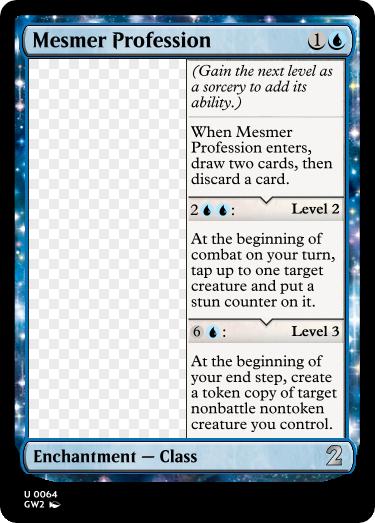 Mesmer Profession 1
(Gain the next level as
a sorcery to add its
ability.)
When Mesmer
Profession enters,
draw two cards, then
discard a card.
2 : Level 2
At the beginning of
combat on your turn,
tap up to one target
creature and put a
stun counter on it.
6 : Level 3
At the beginning of
your end step, create
a token copy of target
nonbattle nontoken
creature you control.
Enchantment — Class 2
U 0064
GW2